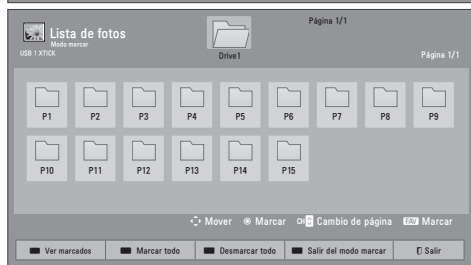 Página 1/1
Lista de fotos
Modo marcar
USB 1 XTICK
Drive1
Página 1/1
P1 P2 P3 P4 P5 P6 P7 P8 P9
P10 P11 P12 P13 P14 P15
Mover Marcar CH Cambio de página FAV Marcar
Ver marcados Marcar todo Desmarcar todo Salir del modo marcar Salir